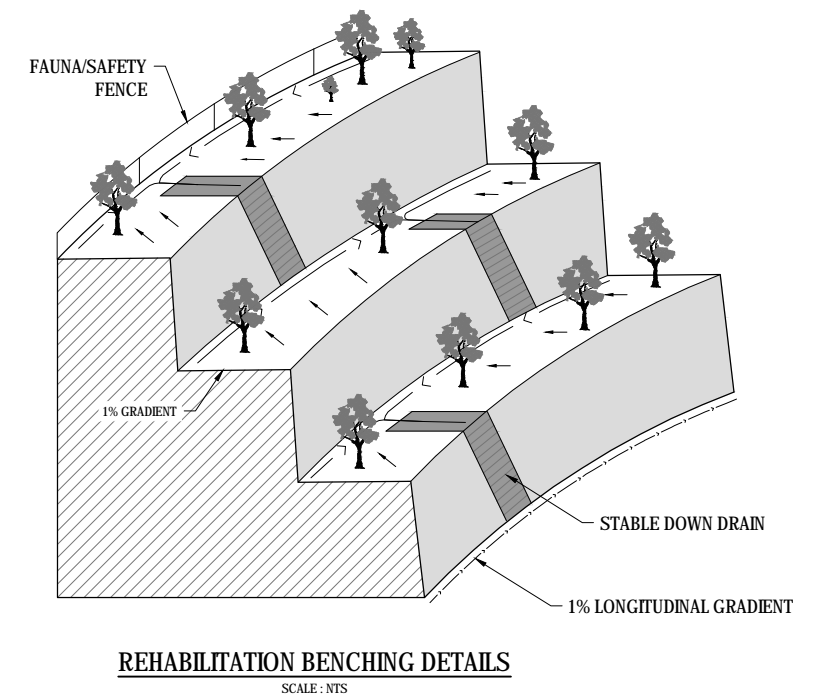 FAUNA/SAFETY
FENCE
1% GRADIENT
STABLE DOWN DRAIN
1% LONGITUDINAL GRADIENT
REHABILITATION BENCHING DETAILS
SCALE : NTS